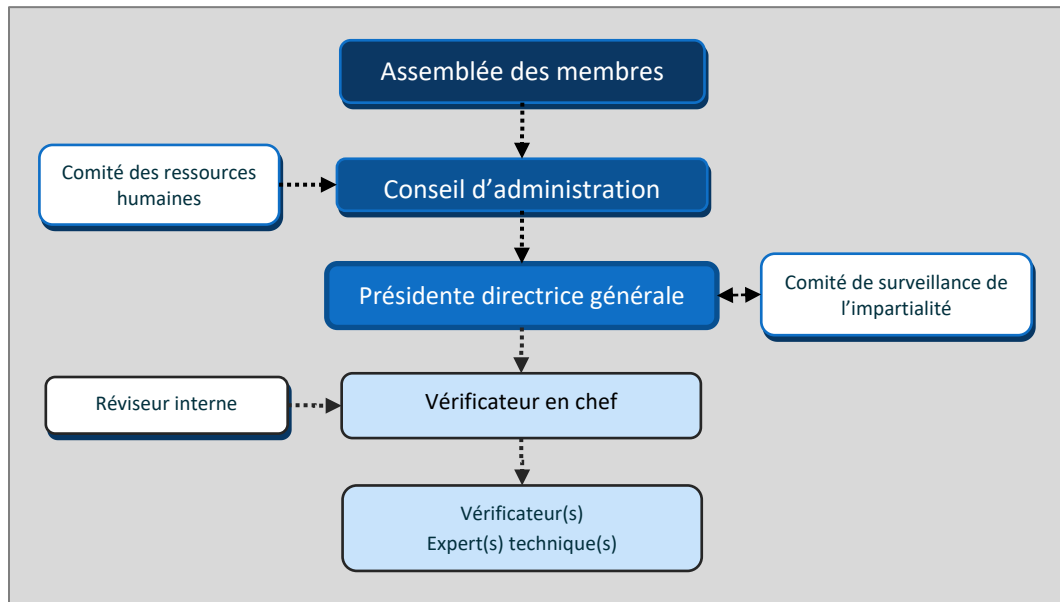 Assemblée des membres
Comité des ressources
humaines
Conseil d’administration
Présidente directrice générale
Comité de surveillance de
l’impartialité
Réviseur interne
Vérificateur en chef
Vérificateur(s)
Expert(s) technique(s)